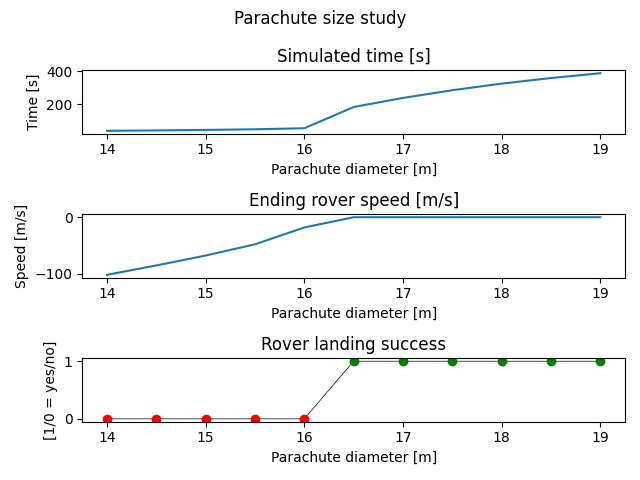 Parachute size study
Simulated time [s]
Time [s]
400
200
14 15 16 17 18 19
Parachute diameter [m]
Ending rover speed [m/s]
Speed [m/s]
0
−100
14 15 16 17 18 19
Parachute diameter [m]
Rover landing success
[1/0 = yes/no]
1
0
14 15 16 17 18 19
Parachute diameter [m]